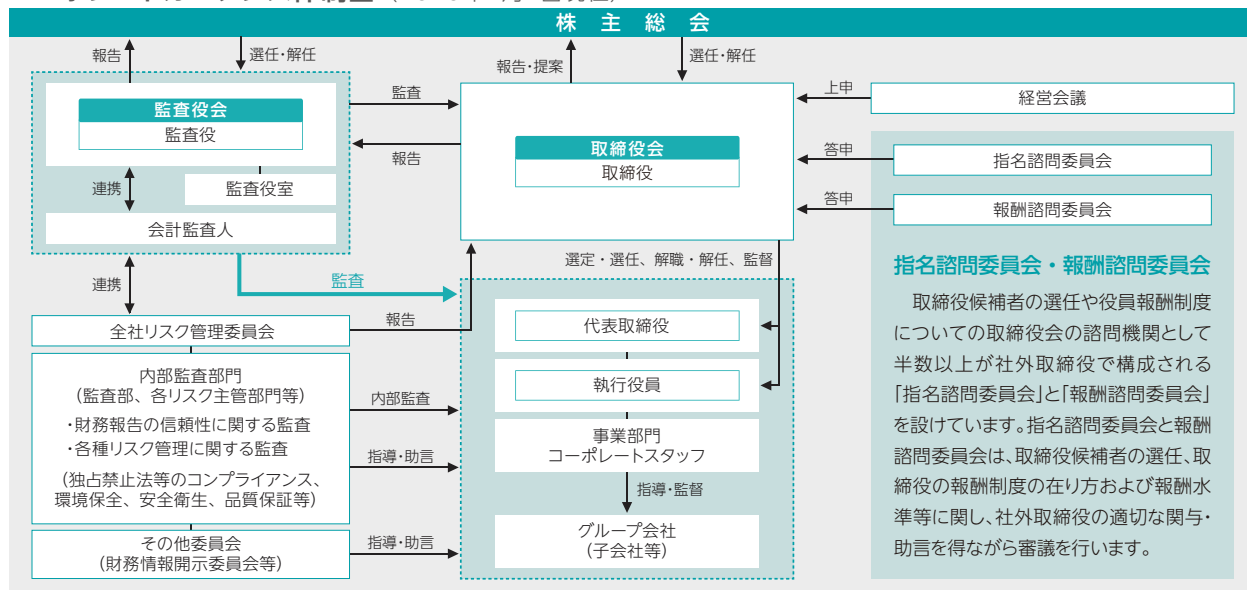 株主総会
報告
選任・解任
報告・提案
選任・解任
監査役会
監査役
監査
報告
取締役会
取締役
上申
経営会議
答申
指名諮問委員会
答申
報酬諮問委員会
連携
監査役室
会計監査人
選定・選任、解職・解任、監督
連携
監査
報告
全社リスク管理委員会
内部監査部門
(監査部、各リスク主管部門等)
・財務報告の信頼性に関する監査
・各種リスク管理に関する監査
(独占禁止法等のコンプライアンス、
環境保全、安全衛生、品質保証等)
その他委員会
(財務情報開示委員会等)
内部監査
指導・助言
指導・助言
代表取締役
執行役員
事業部門
コーポレートスタッフ
指導・監督
グループ会社
(子会社等)
指名諮問委員会・報酬諮問委員会
取締役候補者の選任や役員報酬制度
についての取締役会の諮問機関として
半数以上が社外取締役で構成される
「指名諮問委員会」と「報酬諮問委員会」
を設けています。指名諮問委員会と報酬
諮問委員会は、取締役候補者の選任、取
締役の報酬制度の在り方および報酬水
準等に関し、社外取締役の適切な関与・
助言を得ながら審議を行います。